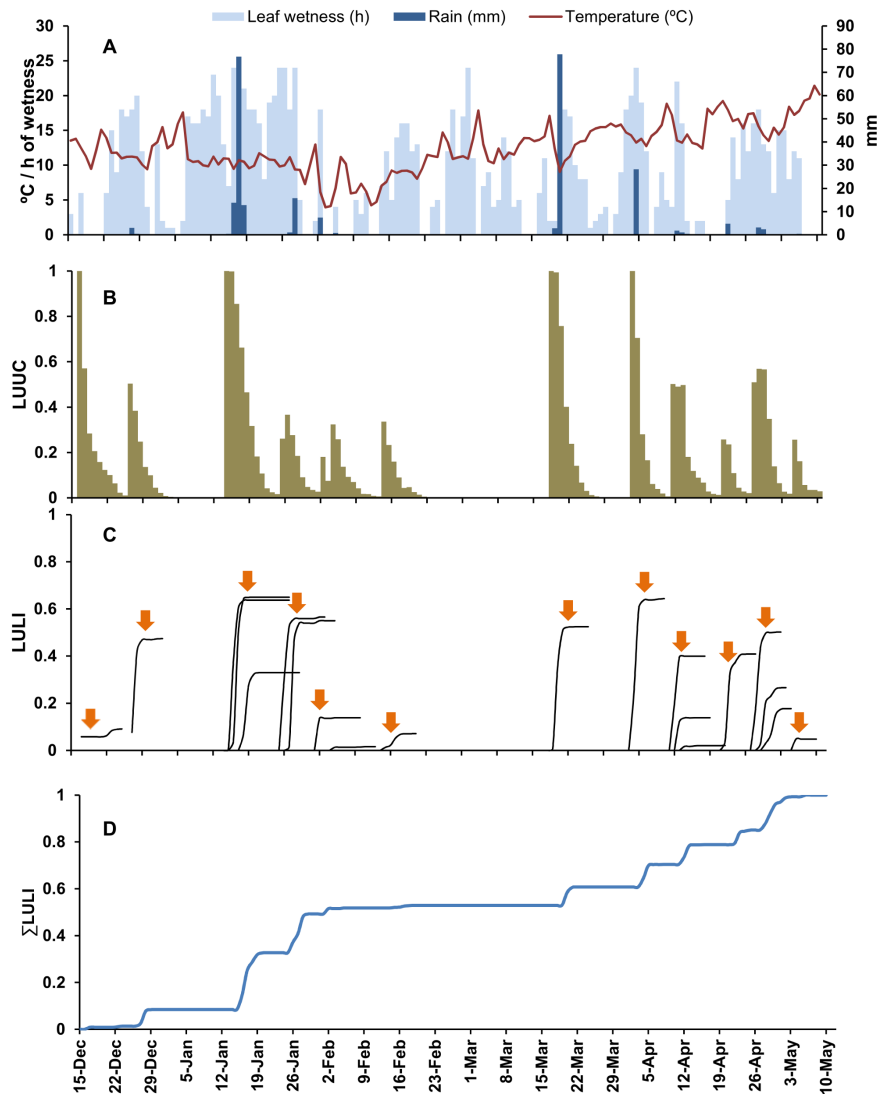 Leaf wetness (h) Rain (mm) Temperature (ºC)
A
ºC / h of wetness
30
25
20
15
10
5
0
90
80
70
60
50
40
30
20
10
0
mm
B
LUUC
1
0.8
0.6
0.4
0.2
0
C
LULI
1
0.8
0.6
0.4
0.2
0
D
∑LULI
1
0.8
0.6
0.4
0.2
0
15-Dec
22-Dec
29-Dec
5-Jan
12-Jan
19-Jan
26-Jan
2-Feb
9-Feb
16-Feb
23-Feb
1-Mar
8-Mar
15-Mar
22-Mar
29-Mar
5-Apr
12-Apr
19-Apr
26-Apr
3-May
10-May